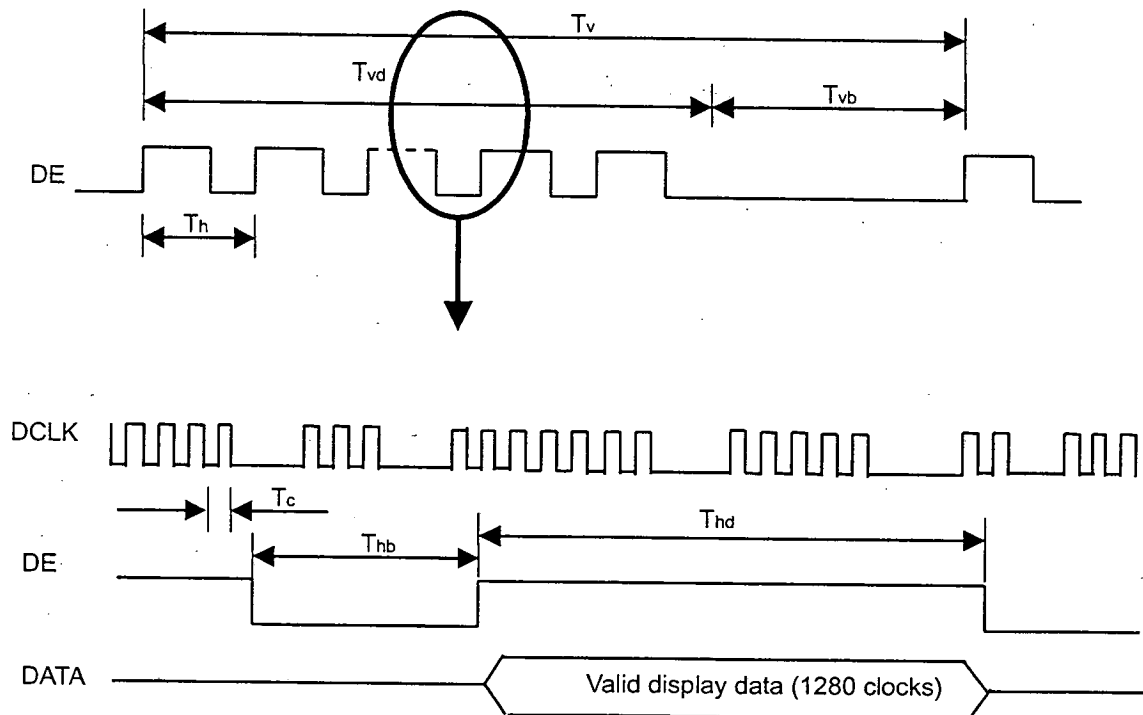 Tv
Tvd
Tvb
DE
Th
DCLK
Tc
Thd
Thb
DE
DATA
Valid display data (1280 clocks)